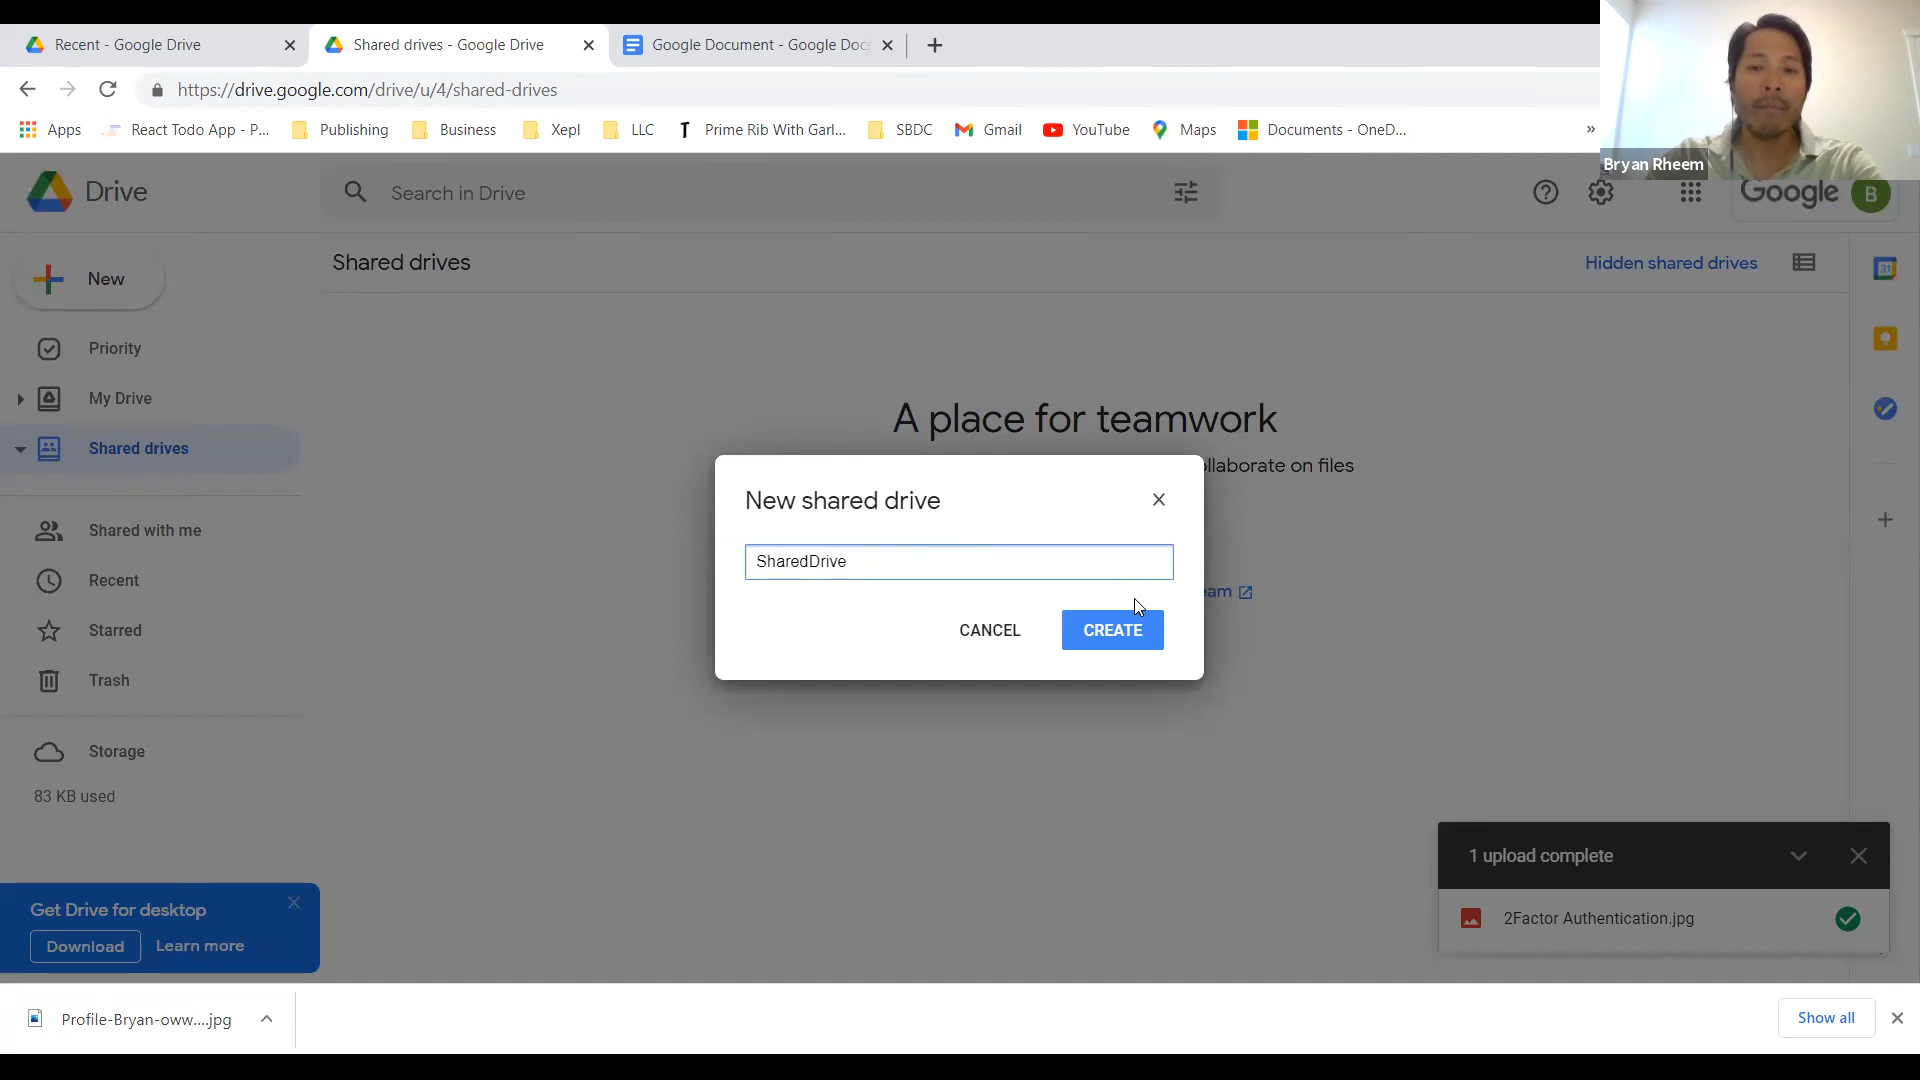 Recent - Google Drive
Shared drives - Google Drive
Google Document - Google Docs
https://drive.google.com/drive/u/4/shared-drives
Apps
React Todo App - P...
Publishing
Business
Xepl
LLC
Prime Rib With Garl...
SBDC
Gmail
YouTube
Maps
Documents - OneD...
»
Bryan Rheem
Drive
Search in Drive
Google
B
New
Shared drives
Hidden shared drives
31
Priority
My Drive
Shared drives
A place for teamwork
llaborate on files
New shared drive
SharedDrive
eam
CANCEL
CREATE
Shared with me
Recent
Starred
Trash
Storage
83 KB used
1 upload complete
2Factor Authentication.jpg
Get Drive for desktop
Download
Learn more
Profile-Bryan-oww....jpg
Show all